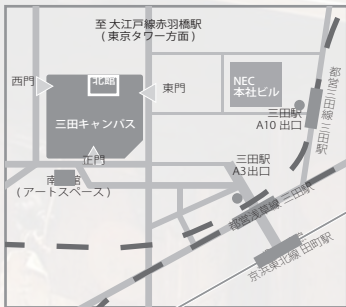 至 大江戸線赤羽橋駅
(東京タワー方面)
西門
北館
東門
NEC
本社ビル
三田キャンパス
都営三田線 三田駅
三田駅
A10 出口
正門
三田駅
A3出口
南 館
(アートスペース)
都営浅草線 三田駅
京浜東北線 田町駅